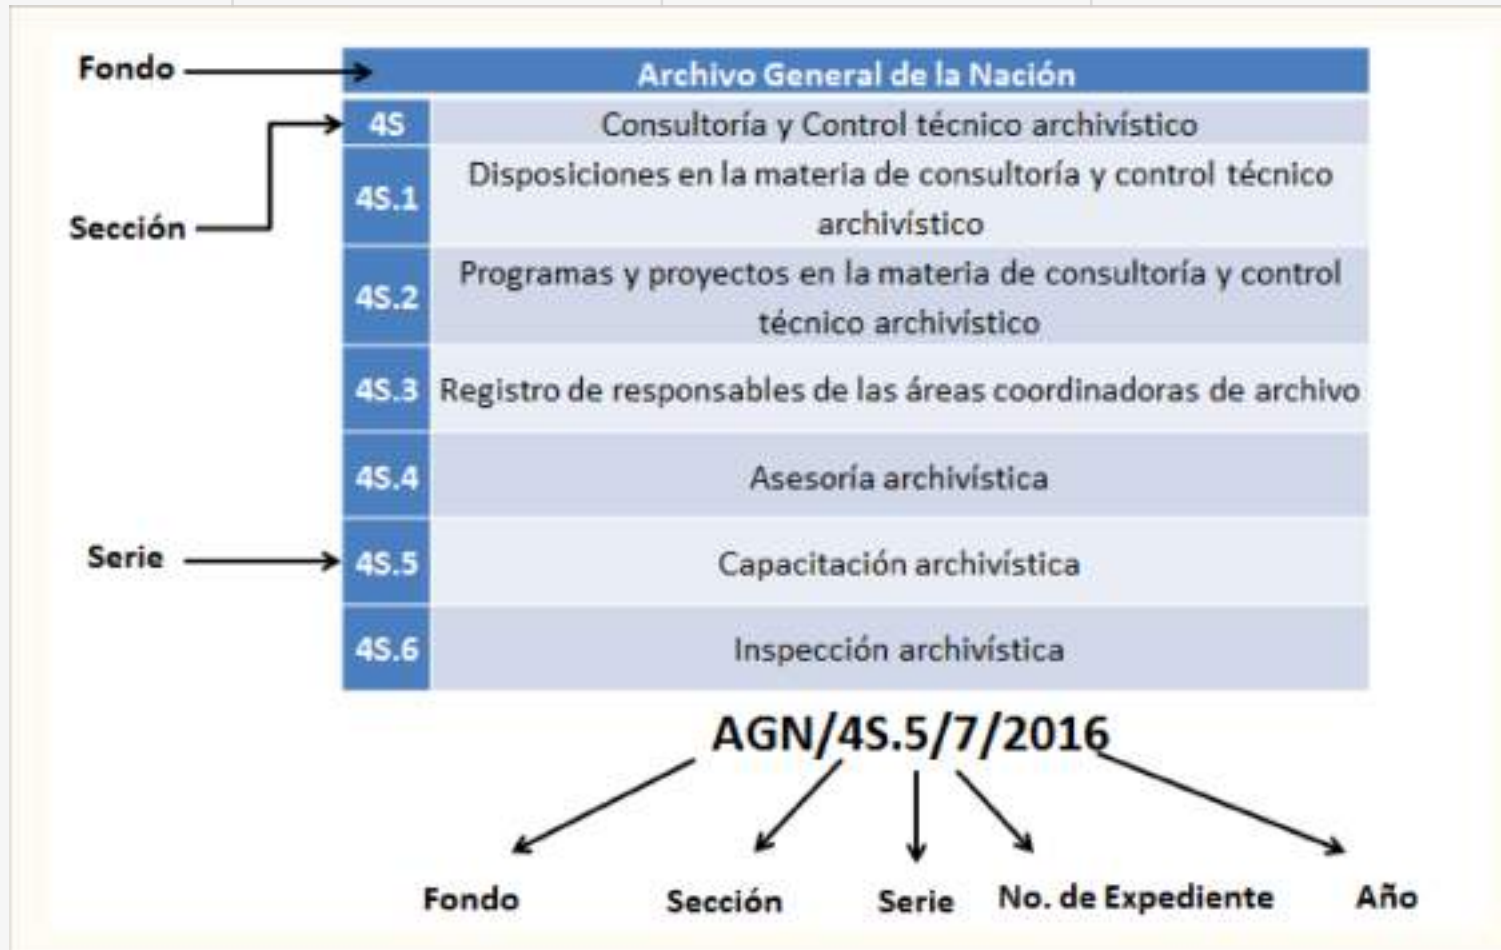 Fondo
Archivo General de la Nación
4S
Consultoría y Control técnico archivístico
Sección
4S.1
Disposiciones en la materia de consultoría y control técnico
archivístico
4S.2
Programas y proyectos en la materia de consultoría y control
técnico archivístico
4S.3
Registro de responsables de las áreas coordinadoras de archivo
4S.4
Asesoría archivística
Serie
4S.5
Capacitación archivística
4S.6
Inspección archivística
AGN/4S.5/7/2016
Fondo
Sección
Serie
No. de Expediente
Año